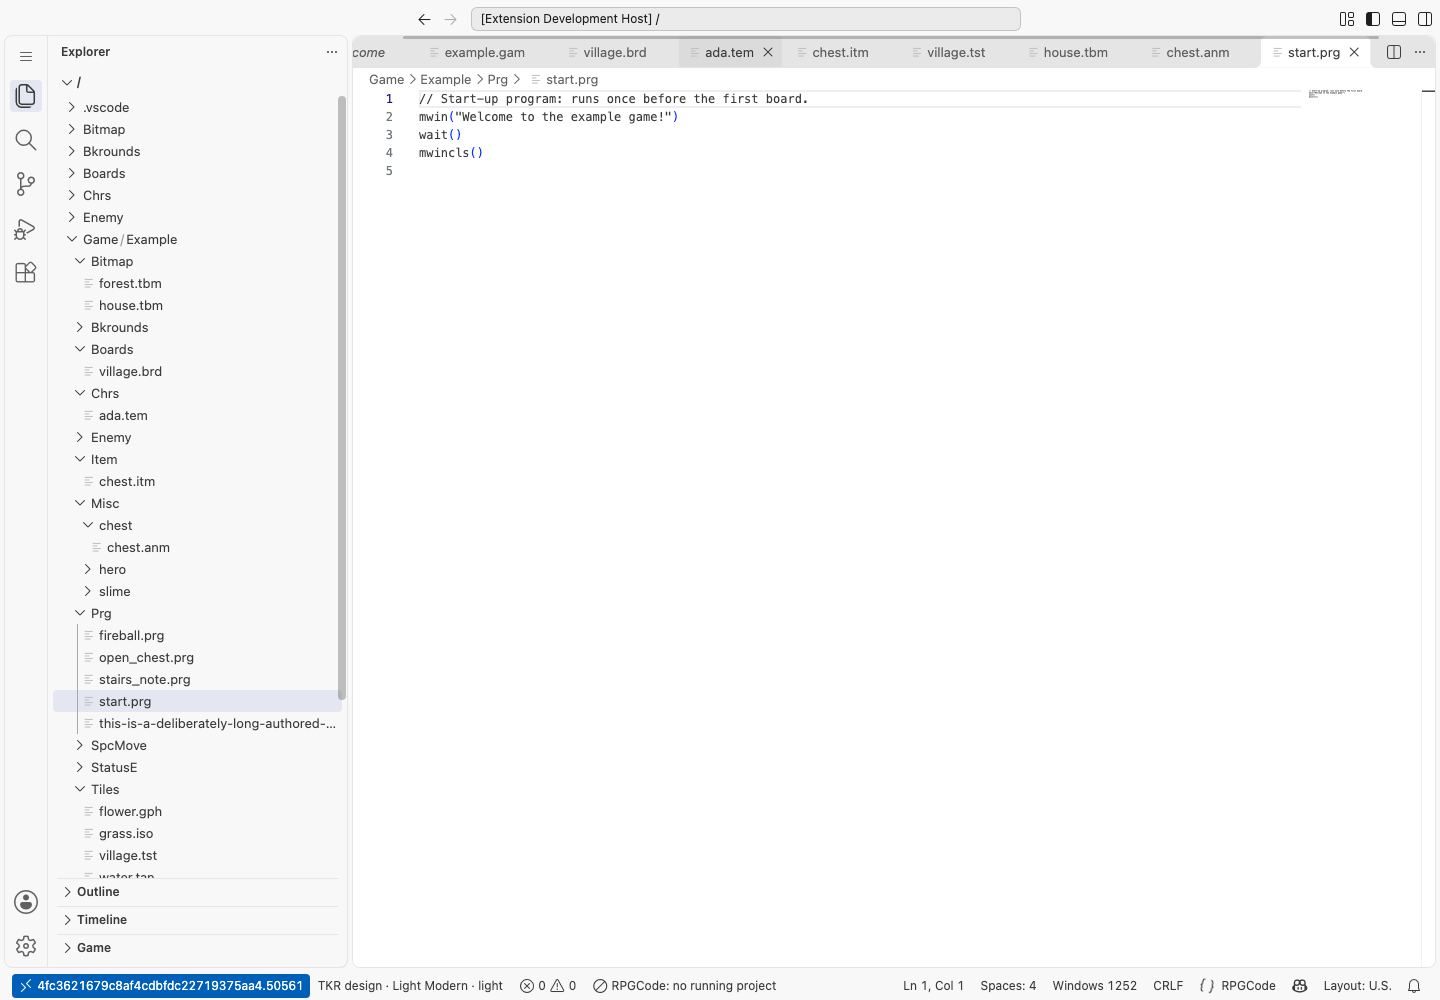 [Extension Development Host] /
Explorer
/
.vscode
Bitmap
Bkrounds
Boards
Chrs
Enemy
Game / Example
Bitmap
forest.tbm
house.tbm
Bkrounds
Boards
village.brd
Chrs
ada.tem
Enemy
Item
chest.itm
Misc
chest
chest.anm
hero
slime
Prg
fireball.prg
open_chest.prg
stairs_note.prg
start.prg
this-is-a-deliberately-long-authored-...
SpcMove
StatusE
Tiles
flower.gph
grass.iso
village.tst
water.tan
Outline
Timeline
Game
come example.gam village.brd ada.tem chest.itm village.tst house.tbm chest.anm start.prg
Game > Example > Prg > start.prg
1 // Start-up program: runs once before the first board.
2 mwin("Welcome to the example game!")
3 wait()
4 mwincls()
5
4fc3621679c8af4cdbfdc22719375aa4.50561 TKR design · Light Modern · light 0 0 RPGCode: no running project Ln 1, Col 1 Spaces: 4 Windows 1252 CRLF RPGCode Layout: U.S.